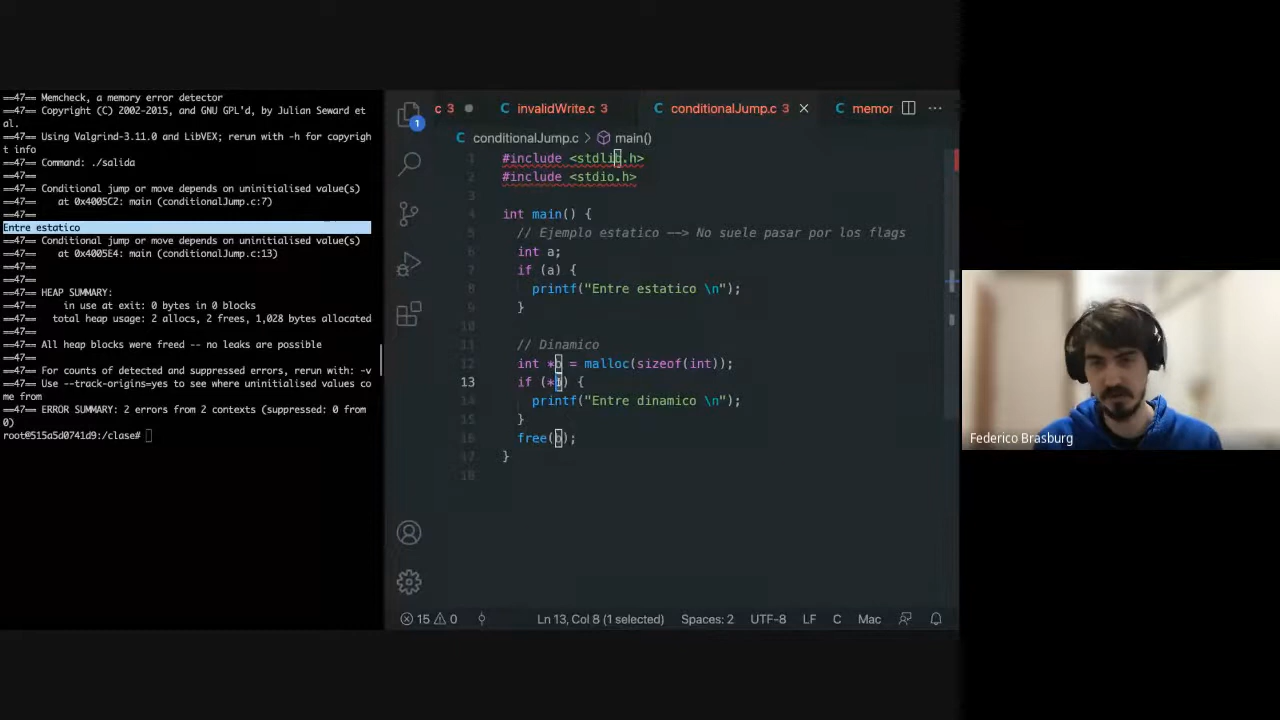 ==47== Memcheck, a memory error detector
==47== Copyright (C) 2002-2015, and GNU GPL'd, by Julian Seward et
al.
==47== Using Valgrind-3.11.0 and LibVEX; rerun with -h for copyrigh
t info
==47== Command: ./salida
==47==
==47== Conditional jump or move depends on uninitialised value(s)
==47==    at 0x4005C2: main (conditionalJump.c:7)
==47==
Entre estatico
==47== Conditional jump or move depends on uninitialised value(s)
==47==    at 0x4005E4: main (conditionalJump.c:13)
==47==
==47==
==47== HEAP SUMMARY:
==47==     in use at exit: 0 bytes in 0 blocks
==47==   total heap usage: 2 allocs, 2 frees, 1,028 bytes allocated
==47==
==47== All heap blocks were freed -- no leaks are possible
==47==
==47== For counts of detected and suppressed errors, rerun with: -v
==47== Use --track-origins=yes to see where uninitialised values co
me from
==47== ERROR SUMMARY: 2 errors from 2 contexts (suppressed: 0 from
0)
root@515a5d0741d9:/clase#
c 3 invalidWrite.c 3 conditionalJump.c 3 memor
conditionalJump.c > main()
1 #include <stdlib.h>
2 #include <stdio.h>
3
4 int main() {
5 // Ejemplo estatico --> No suele pasar por los flags
6 int a;
7 if (a) {
8 printf("Entre estatico \n");
9 }
10
11 // Dinamico
12 int *b = malloc(sizeof(int));
13 if (*b) {
14 printf("Entre dinamico \n");
15 }
16 free(b);
17 }
18
1
15 0 Ln 13, Col 8 (1 selected) Spaces: 2 UTF-8 LF C Mac
Federico Brasburg